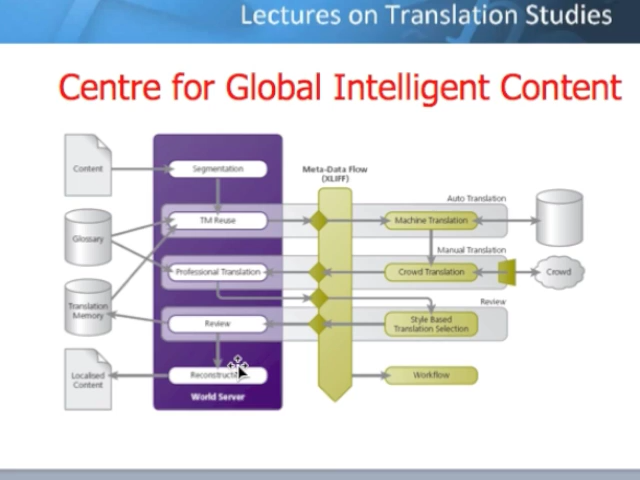 Lectures on Translation Studies
Centre for Global Intelligent Content
Content
Segmentation
Meta-Data Flow
(XLIFF)
Auto Translation
Glossary
TM Reuse
Machine Translation
Manual Translation
Professional Translation
Crowd Translation
Crowd
Translation
Memory
Review
Review
Style Based
Translation Selection
Localised
Content
Workflow
World Server